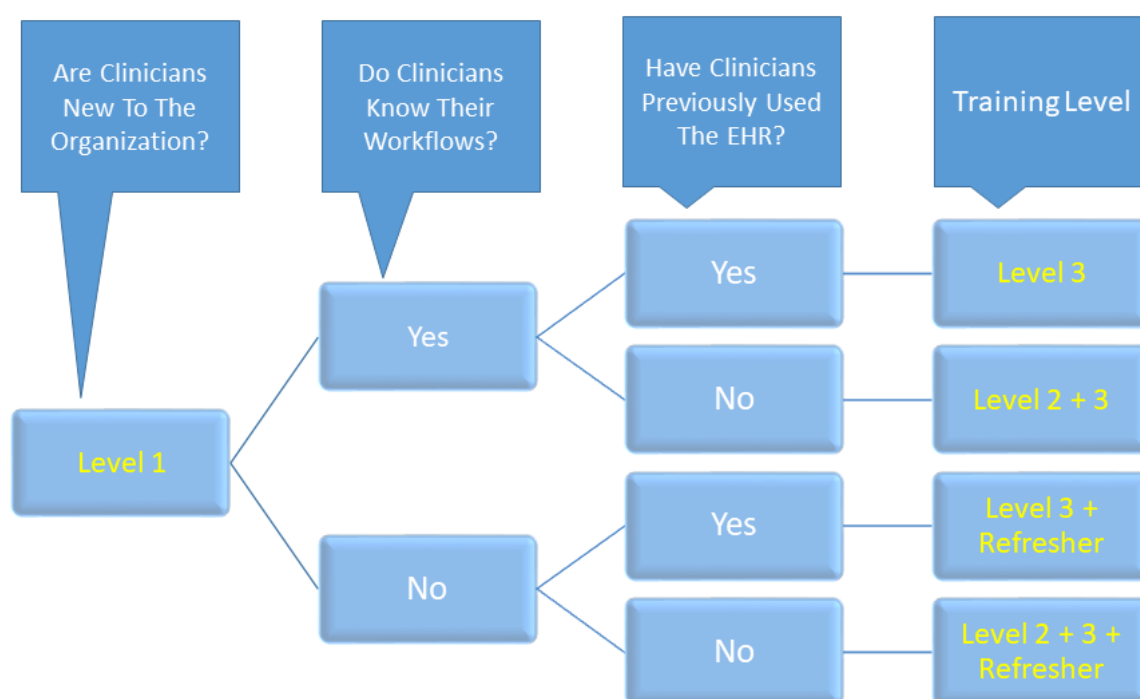 Are Clinicians
New To The
Organization?
Do Clinicians
Know Their
Workflows?
Have Clinicians
Previously Used
The EHR?
Training Level
Level 1
Yes
No
Yes
No
Yes
No
Level 3
Level 2 + 3
Level 3 +
Refresher
Level 2 + 3 +
Refresher